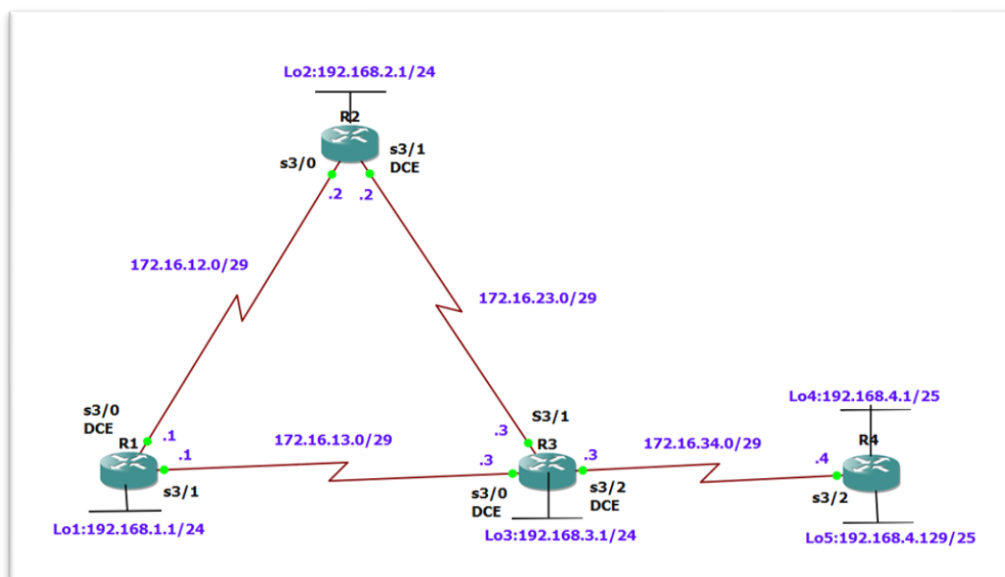 Lo2:192.168.2.1/24
R2
s3/0
s3/1
DCE
.2
.2
172.16.12.0/29
172.16.23.0/29
s3/0
DCE
R1
.1
.1
s3/1
Lo1:192.168.1.1/24
172.16.13.0/29
S3/1
.3
R3
.3
.3
s3/0
DCE
s3/2
DCE
Lo3:192.168.3.1/24
172.16.34.0/29
Lo4:192.168.4.1/25
R4
.4
s3/2
Lo5:192.168.4.129/25